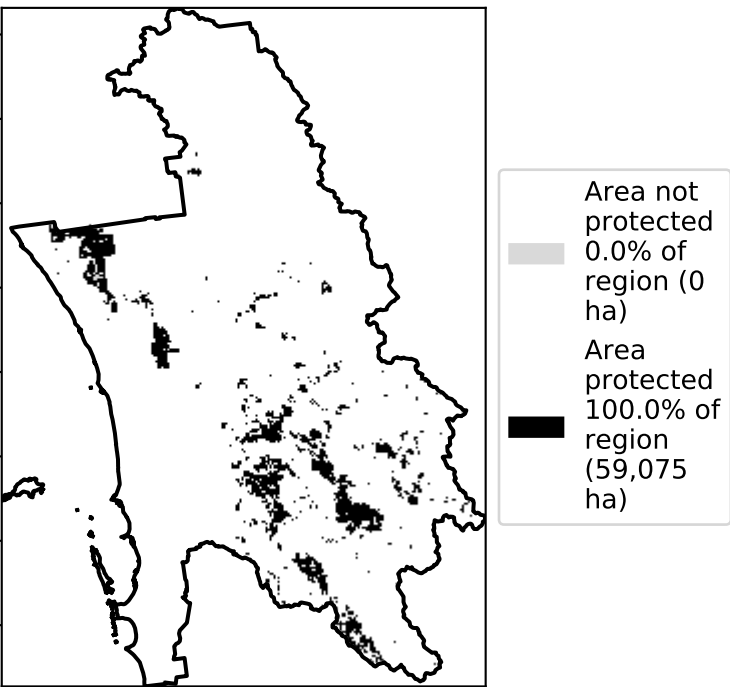 Area not
protected
0.0% of
region (0
ha)
Area
protected
100.0% of
region
(59,075
ha)